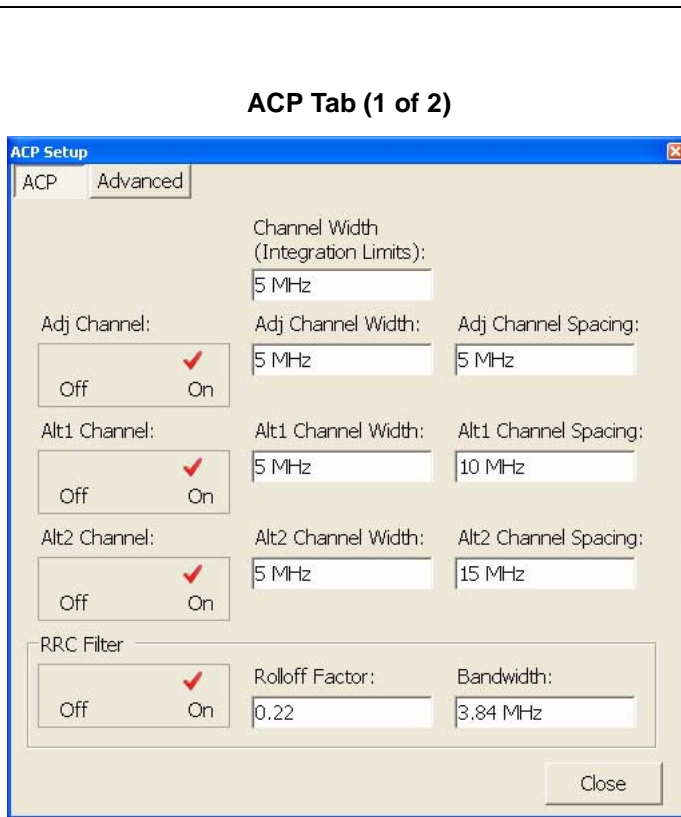 ACP Tab (1 of 2)
ACP Setup
ACP Advanced
Channel Width
(Integration Limits):
5 MHz
Adj Channel: Adj Channel Width: Adj Channel Spacing:
5 MHz 5 MHz
Off On
Alt1 Channel: Alt1 Channel Width: Alt1 Channel Spacing:
5 MHz 10 MHz
Off On
Alt2 Channel: Alt2 Channel Width: Alt2 Channel Spacing:
5 MHz 15 MHz
Off On
RRC Filter
Rolloff Factor: Bandwidth:
Off On 0.22 3.84 MHz
Close